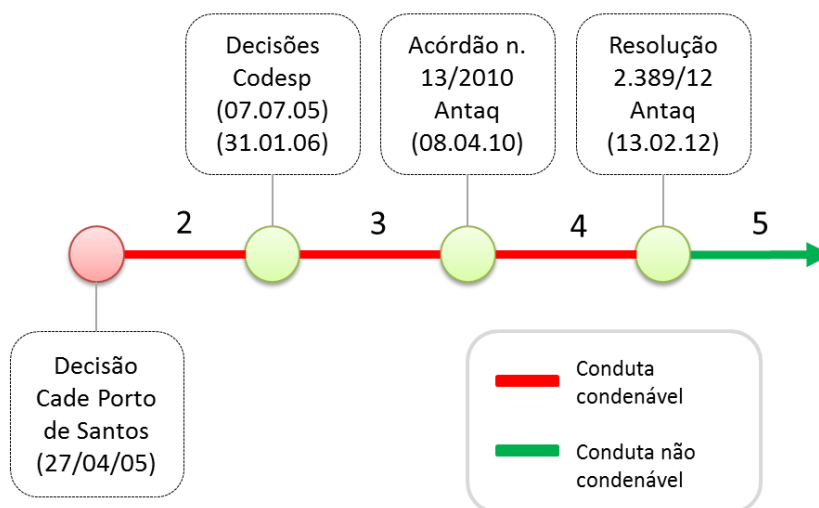 Decisões
Codesp
(07.07.05)
(31.01.06)
Acórdão n.
13/2010
Antaq
(08.04.10)
Resolução
2.389/12
Antaq
(13.02.12)
2
3
4
5
Decisão
Cade Porto
de Santos
(27/04/05)
Conduta
condenável
Conduta não
condenável